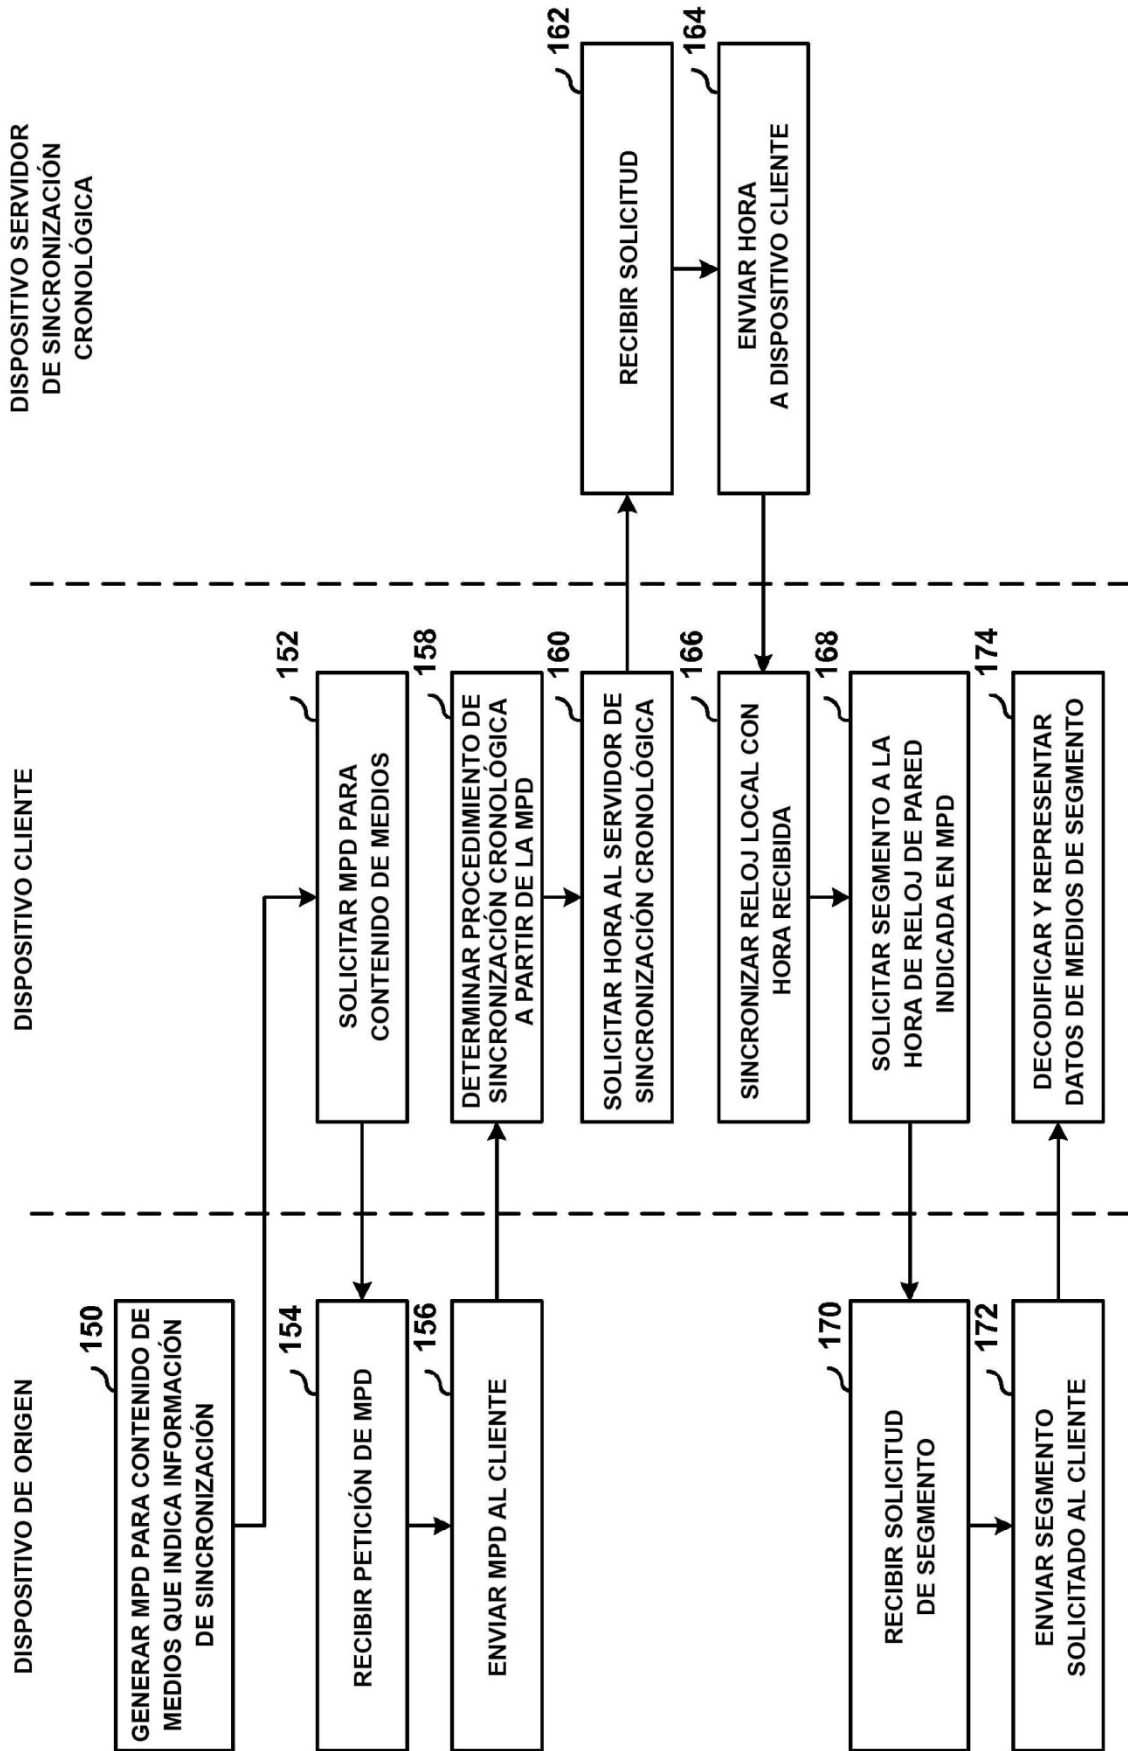 DISPOSITIVO DE ORIGEN
DISPOSITIVO CLIENTE
DISPOSITIVO SERVIDOR
DE SINCRONIZACIÓN
CRONOLÓGICA
150
GENERAR MPD PARA CONTENIDO DE
MEDIOS QUE INDICA INFORMACIÓN
DE SINCRONIZACIÓN
152
SOLICITAR MPD PARA
CONTENIDO DE MEDIOS
154
RECIBIR PETICIÓN DE MPD
156
ENVIAR MPD AL CLIENTE
158
DETERMINAR PROCEDIMIENTO DE
SINCRONIZACIÓN CRONOLÓGICA
A PARTIR DE LA MPD
160
SOLICITAR HORA AL SERVIDOR DE
SINCRONIZACIÓN CRONOLÓGICA
162
RECIBIR SOLICITUD
164
ENVIAR HORA
A DISPOSITIVO CLIENTE
166
SINCRONIZAR RELOJ LOCAL CON
HORA RECIBIDA
168
SOLICITAR SEGMENTO A LA
HORA DE RELOJ DE PARED
INDICADA EN MPD
170
RECIBIR SOLICITUD
DE SEGMENTO
172
ENVIAR SEGMENTO
SOLICITADO AL CLIENTE
174
DECODIFICAR Y REPRESENTAR
DATOS DE MEDIOS DE SEGMENTO